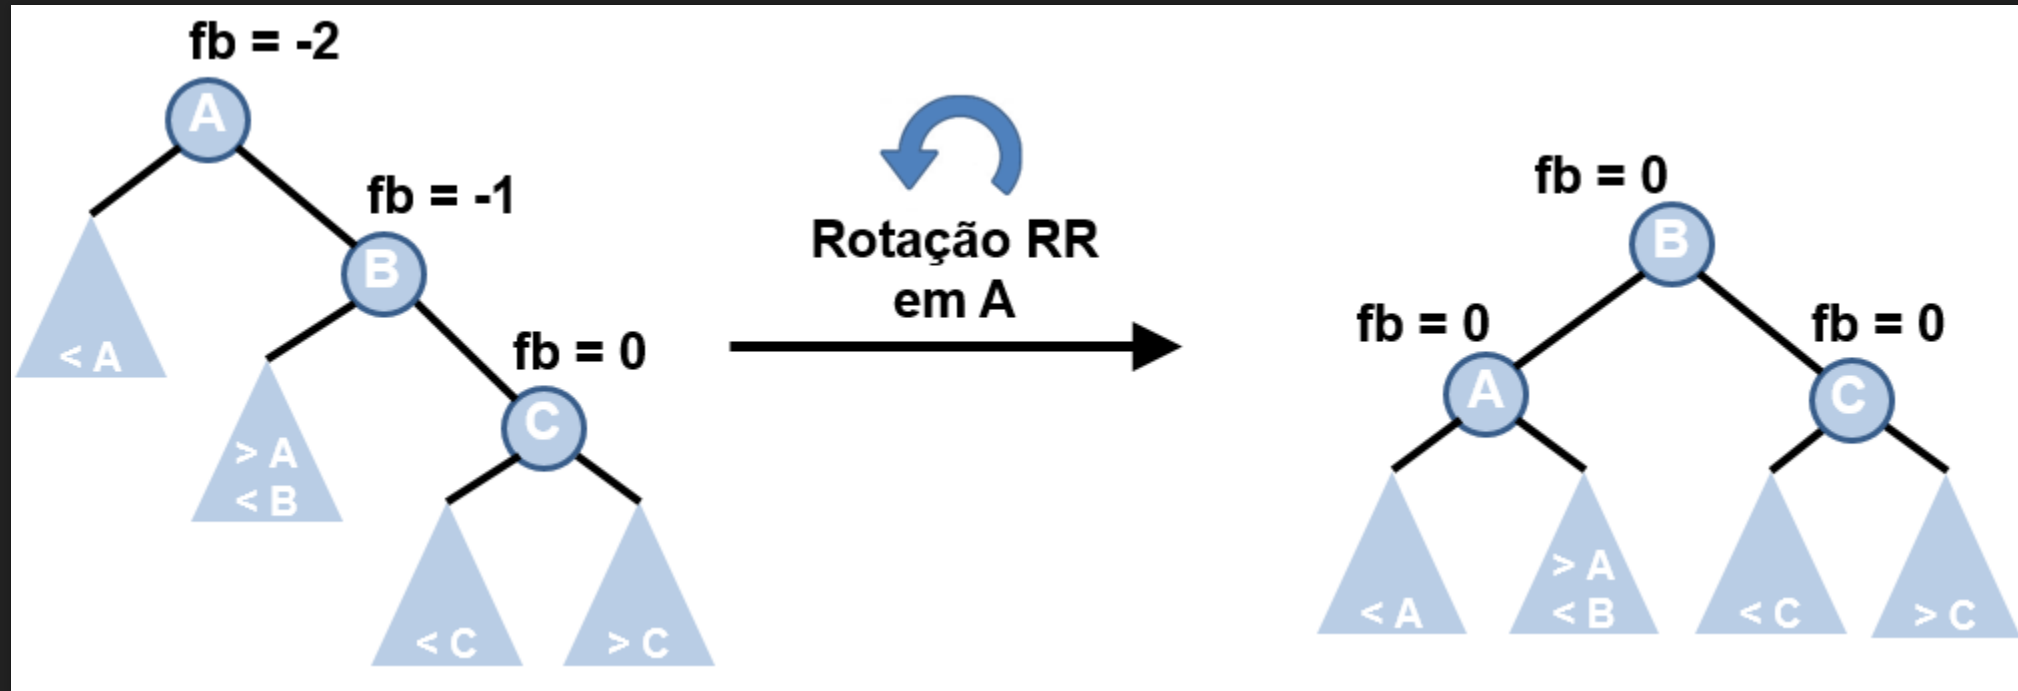 fb = -2
A
fb = -1
B
fb = 0
C
< A
> A
< B
< C
> C
Rotação RR
em A
fb = 0
B
fb = 0
A
fb = 0
C
< A
> A
< B
< C
> C